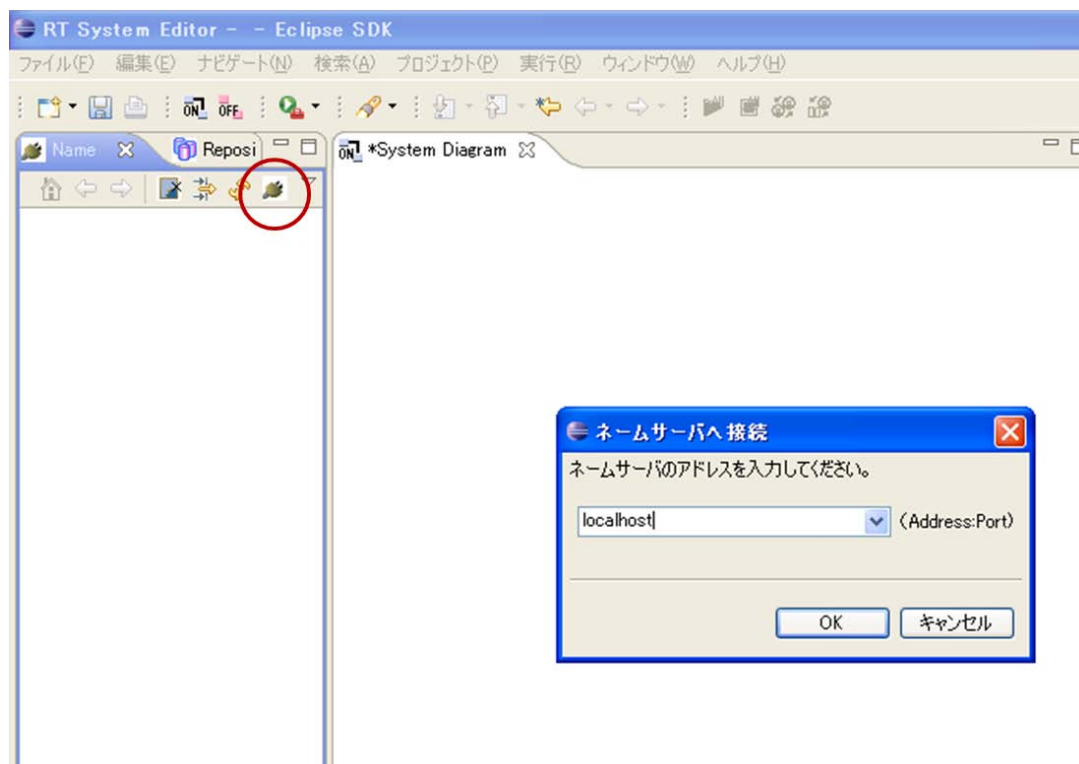 RT System Editor - - Eclipse SDK
ファイル(F) 編集(E) ナビゲート(N) 検索(A) プロジェクト(P) 実行(R) ウィンドウ(W) ヘルプ(H)
ON OFF
Name Reposi
ON *System Diagram
ネームサーバへ接続
ネームサーバのアドレスを入力してください。
localhost (Address:Port)
OK キャンセル